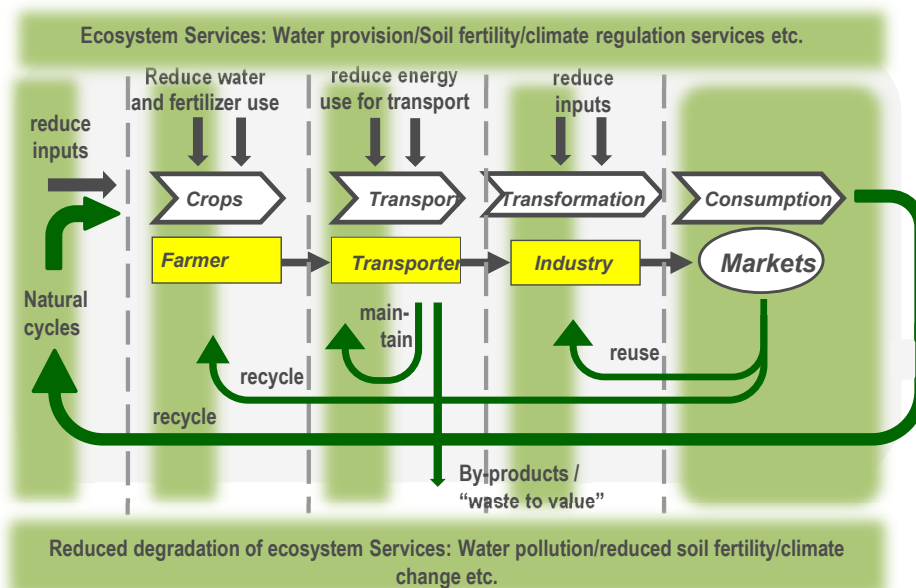 Ecosystem Services: Water provision/Soil fertility/climate regulation services etc.
Reduce water
and fertilizer use
reduce energy
use for transport
reduce
inputs
reduce
inputs
Crops
Transport
Transformation
Consumption
Farmer
Transporter
Industry
Markets
Natural
cycles
main-
tain
reuse
recycle
recycle
By-products /
“waste to value”
Reduced degradation of ecosystem Services: Water pollution/reduced soil fertility/climate
change etc.